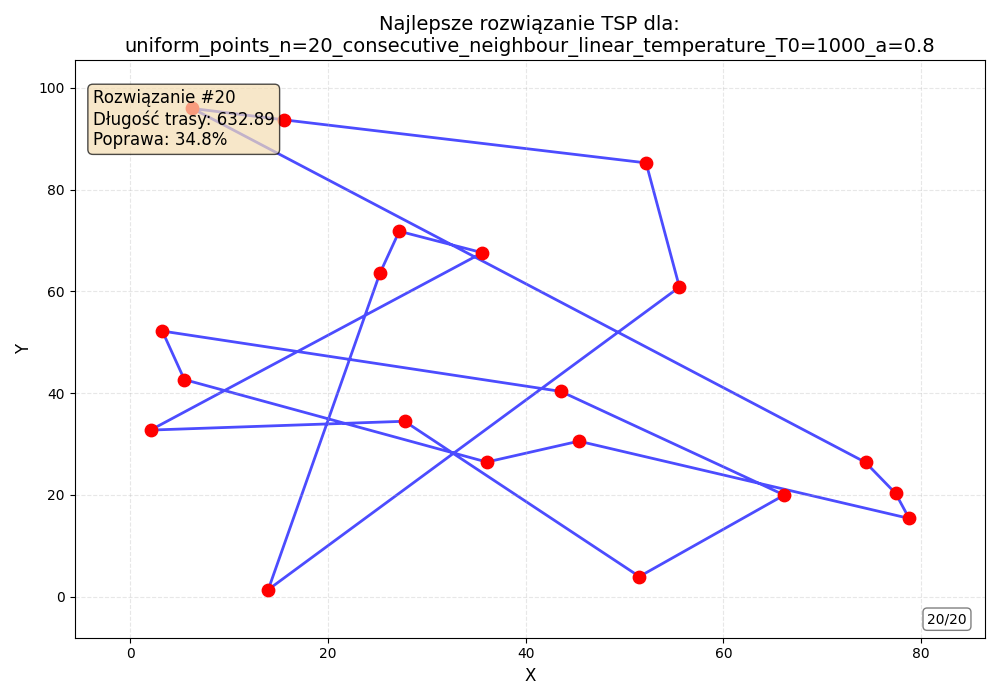 Najlepsze rozwiązanie TSP dla:
uniform_points_n=20_consecutive_neighbour_linear_temperature_T0=1000_a=0.8
Rozwiązanie #20
Długość trasy: 632.89
Poprawa: 34.8%
100
80
60
40
20
0
Y
20/20
0 20 40 60 80
X